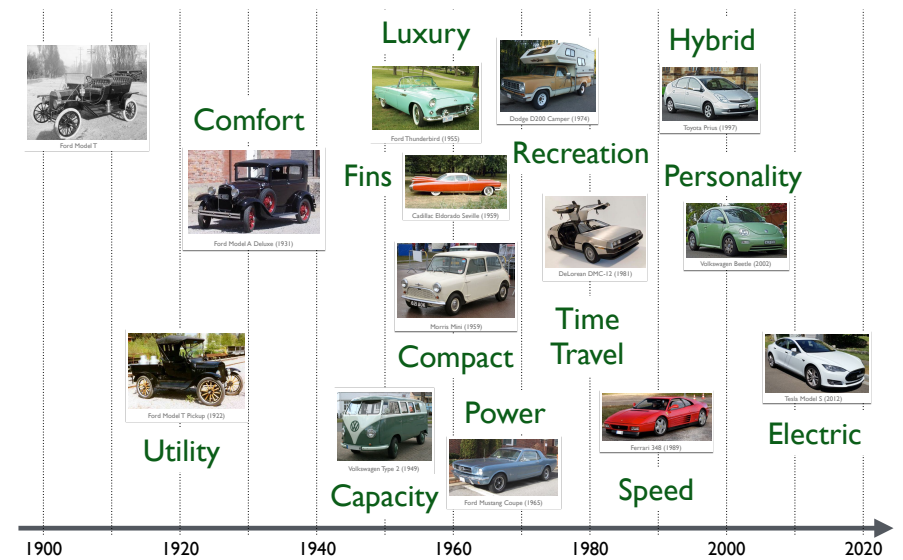 Luxury
Hybrid
Ford Model T
Comfort
Ford Thunderbird (1955)
Dodge D200 Camper (1974)
Toyota Prius (1997)
Recreation
Fins
Personality
Ford Model A Deluxe (1931)
Cadillac Eldorado Seville (1959)
DeLorean DMC-12 (1981)
Volkswagen Beetle (2002)
Morris Mini (1959)
Time
Travel
Compact
Ford Model T Pickup (1922)
Tesla Model S (2012)
Utility
Power
Volkswagen Type 2 (1949)
Ferrari 348 (1989)
Electric
Capacity
Ford Mustang Coupe (1965)
Speed
1900
1920
1940
1960
1980
2000
2020